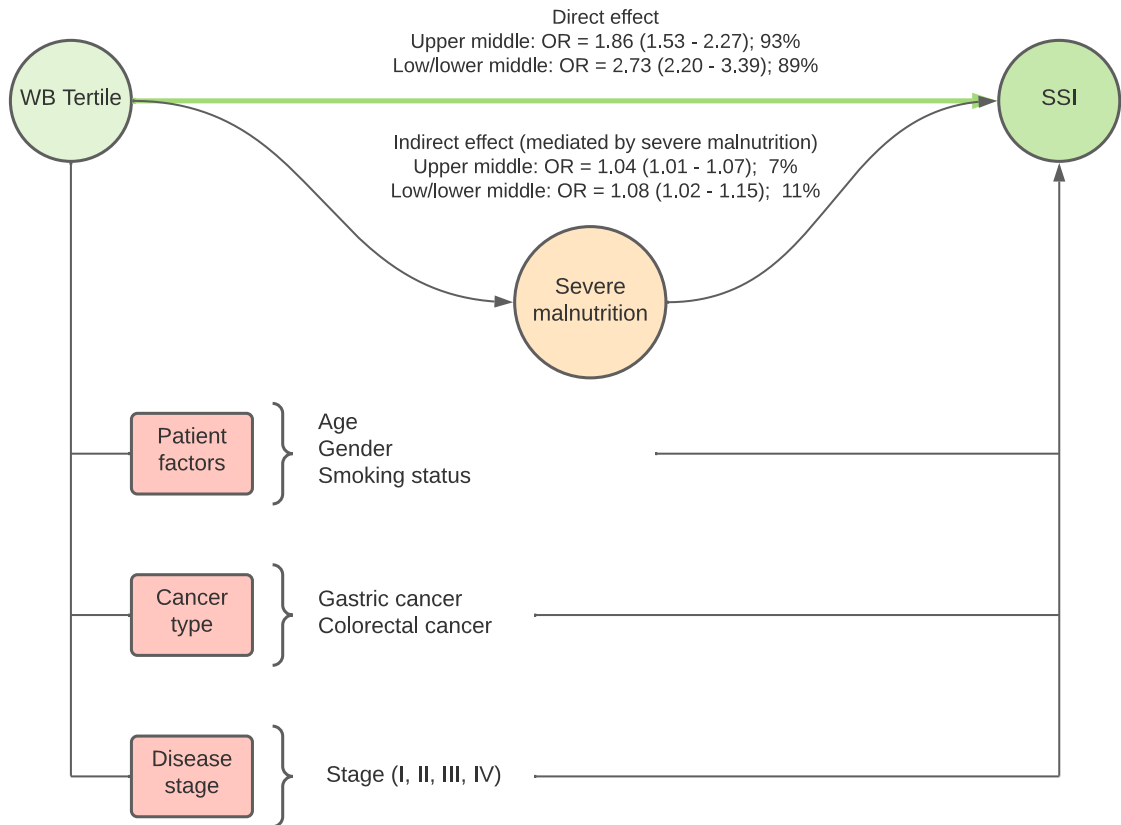 Direct effect
Upper middle: OR = 1.86 (1.53 - 2.27); 93%
Low/lower middle: OR = 2.73 (2.20 - 3.39); 89%
WB Tertile
SSI
Indirect effect (mediated by severe malnutrition)
Upper middle: OR = 1.04 (1.01 - 1.07); 7%
Low/lower middle: OR = 1.08 (1.02 - 1.15); 11%
Severe
malnutrition
Patient
factors
Age
Gender
Smoking status
Cancer
type
Gastric cancer
Colorectal cancer
Disease
stage
Stage (I, II, III, IV)